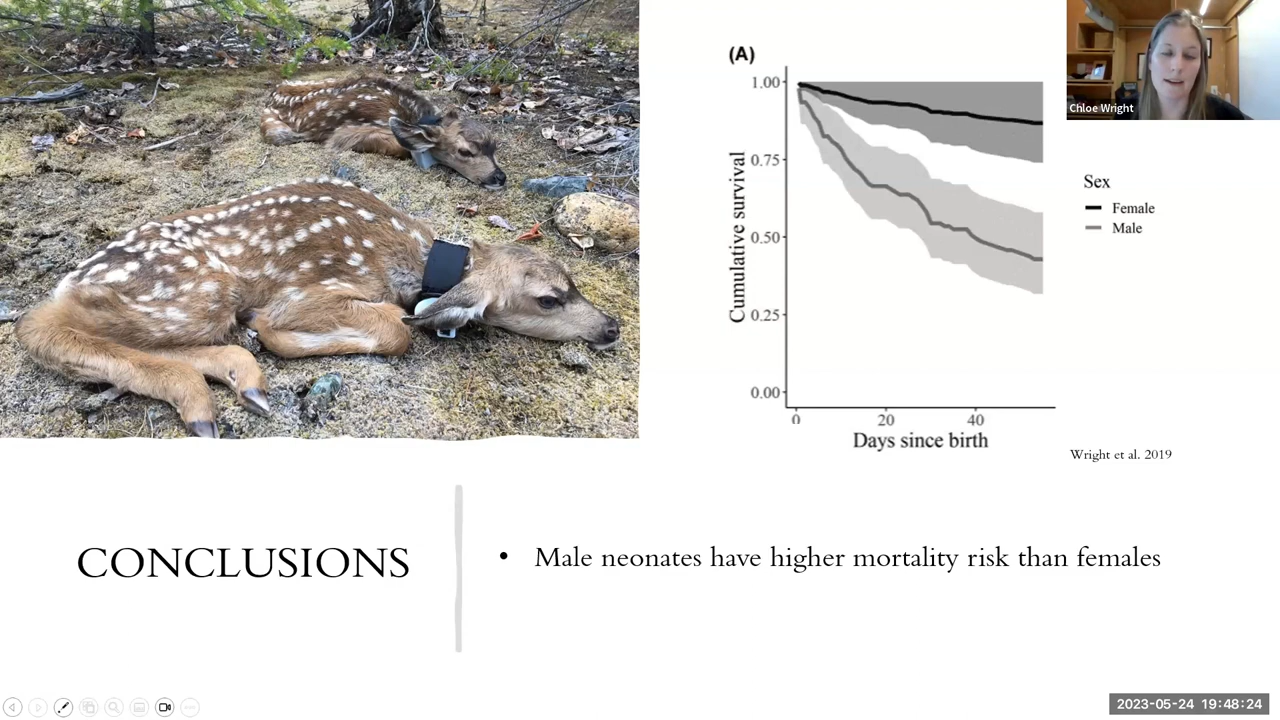 (A)
1.00
0.75
0.50
0.25
0.00
Cumulative survival
0
20
40
Days since birth
Chloe Wright
Sex
Female
Male
Wright et al. 2019
CONCLUSIONS
• Male neonates have higher mortality risk than females
2023-05-24 19:48:24